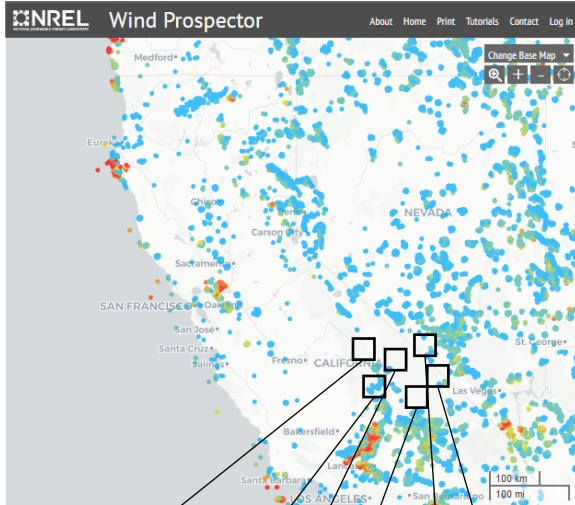 NREL
NATIONAL RENEWABLE ENERGY LABORATORY
Wind Prospector
About Home Print Tutorials Contact Log in
Change Base Map
Medford
Eureka
Chico
Reno
NEVADA
Carson City
Sacramento
SAN FRANCISCO
Oakland
San José
Santa Cruz
Salinas
Fresno
CALIFORNIA
St. George
Las Vegas
Bakersfield
Santa Barbara
LOS ANGELES
San Bernardino
100 km
100 mi